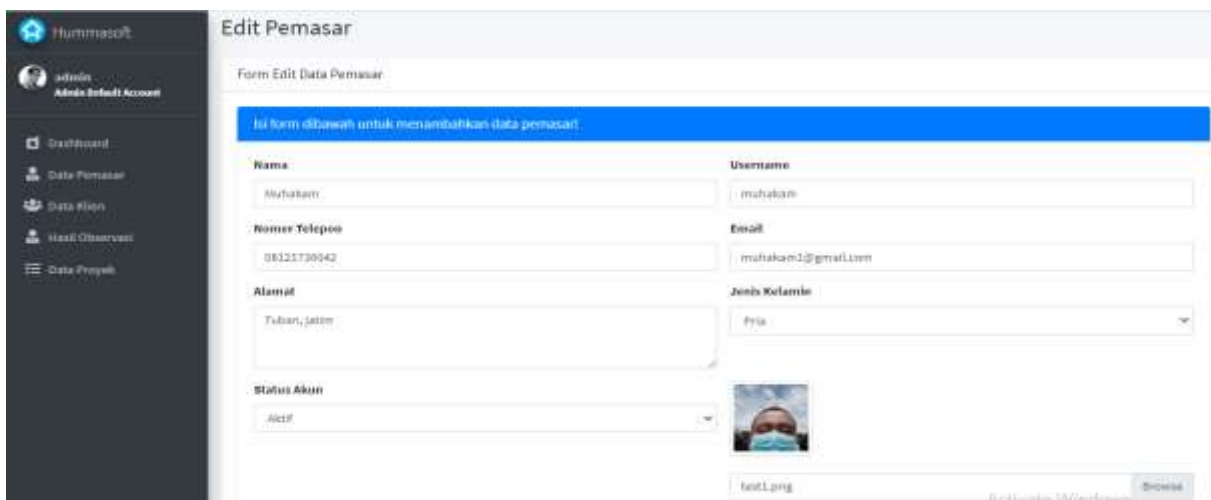 Hummasoft
Edit Pemasar
admin
Admin Default Account
Form Edit Data Pemasar
Isi form dibawah untuk menambahkan data pemasar!
Dashboard
Data Pemasar
Data Klien
Hasil Observasi
Data Proyek
Nama
Muhakam
Username
muhakam
Nomer Telepon
Email
muhakam1@gmail.com
Alamat
Tuban, Jatim
Jenis Kelamin
Pria
Status Akun
Aktif
test1.png
Browse
Activate Windows